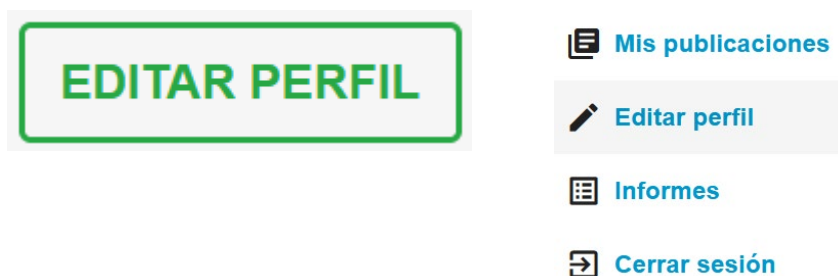 EDITAR PERFIL
Mis publicaciones
Editar perfil
Informes
Cerrar sesión